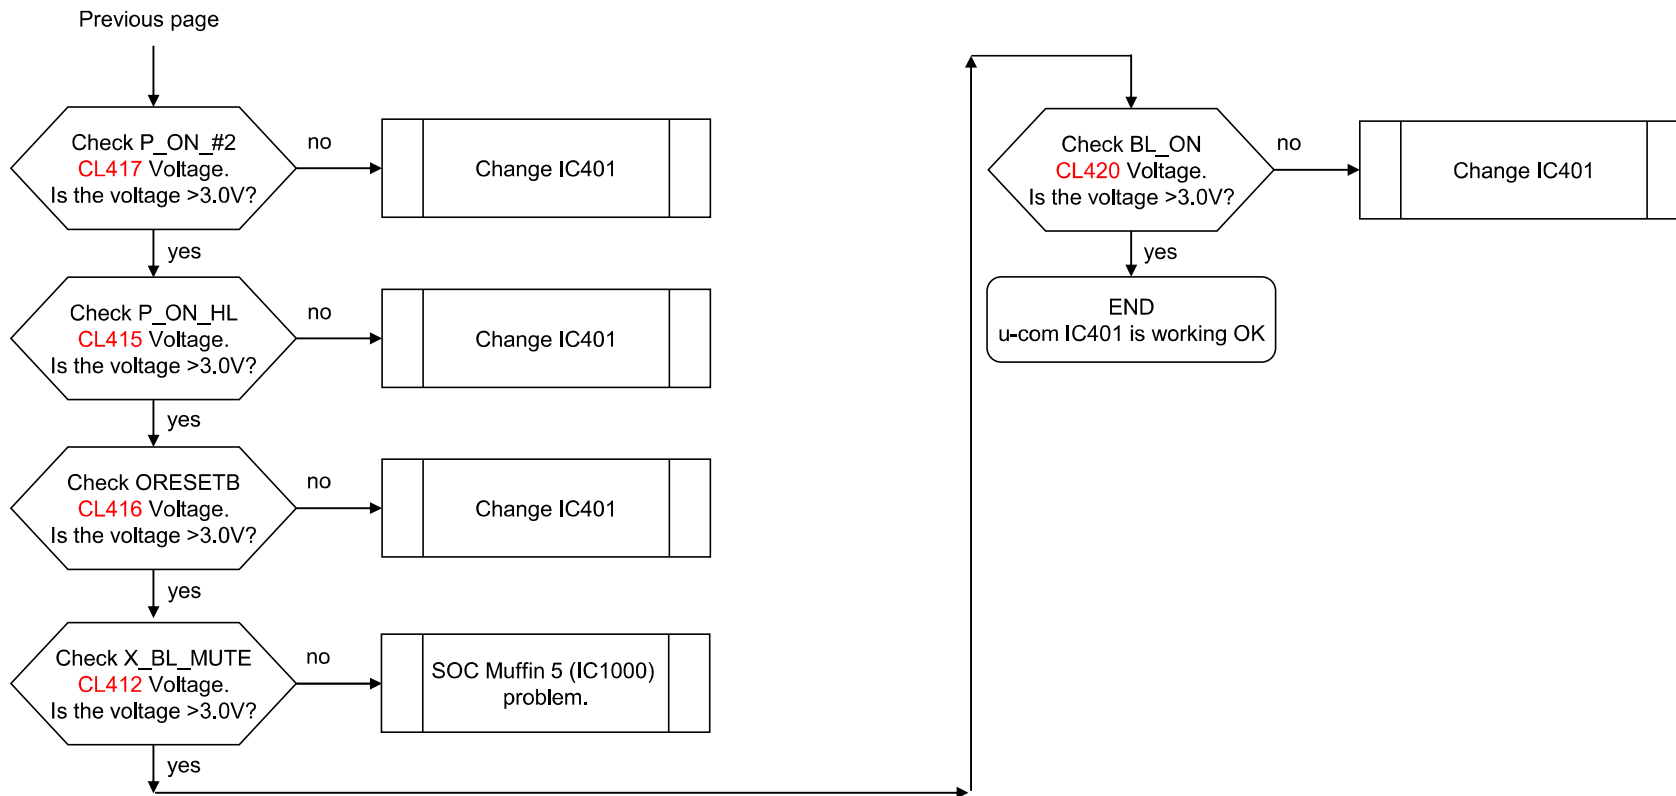 Previous page
Check P_ON_#2
CL417 Voltage.
Is the voltage >3.0V?
no
Change IC401
yes
Check P_ON_HL
CL415 Voltage.
Is the voltage >3.0V?
no
Change IC401
yes
Check ORESETB
CL416 Voltage.
Is the voltage >3.0V?
no
Change IC401
yes
Check X_BL_MUTE
CL412 Voltage.
Is the voltage >3.0V?
no
SOC Muffin 5 (IC1000)
problem.
yes
Check BL_ON
CL420 Voltage.
Is the voltage >3.0V?
no
Change IC401
yes
END
u-com IC401 is working OK